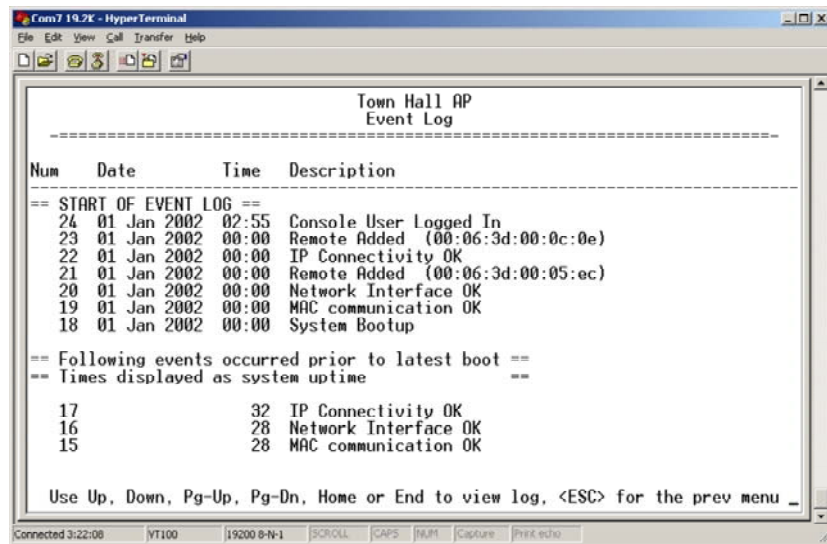 Com7 19.2K - HyperTerminal
File Edit View Call Transfer Help
Town Hall AP
Event Log
-==========================================================================-
Num Date Time Description
--------------------------------------------------------------------------------
== START OF EVENT LOG ==
24 01 Jan 2002 02:55 Console User Logged In
23 01 Jan 2002 00:00 Remote Added (00:06:3d:00:0c:0e)
22 01 Jan 2002 00:00 IP Connectivity OK
21 01 Jan 2002 00:00 Remote Added (00:06:3d:00:05:ec)
20 01 Jan 2002 00:00 Network Interface OK
19 01 Jan 2002 00:00 MAC communication OK
18 01 Jan 2002 00:00 System Bootup
== Following events occurred prior to latest boot ==
== Times displayed as system uptime ==
17 32 IP Connectivity OK
16 28 Network Interface OK
15 28 MAC communication OK
Use Up, Down, Pg-Up, Pg-Dn, Home or End to view log, <ESC> for the prev menu _
Connected 3:22:08 VT100 19200 8-N-1 SCROLL CAPS NUM Capture Print echo